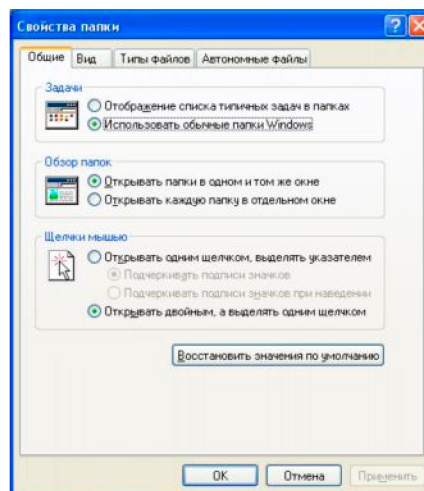 Свойства папки
Общие Вид Типы файлов Автономные файлы
Задачи
Отображение списка типичных задач в папках
Использовать обычные папки Windows
Обзор папок
Открывать папки в одном и том же окне
Открывать каждую папку в отдельном окне
Щелчки мышью
Открывать одним щелчком, выделять указателем
Подчеркивать подписи значков
Подчеркивать подписи значков при наведении
Открывать двойным, а выделять одним щелчком
Восстановить значения по умолчанию
ОК Отмена Применить